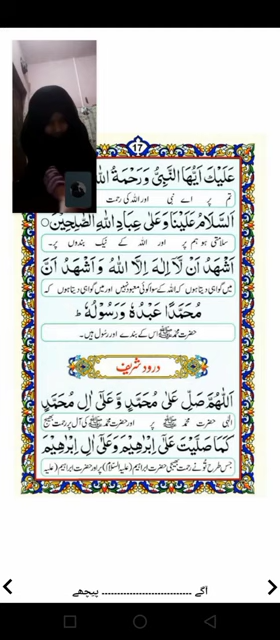 17
عَلَيْكَ اَيُّهَا النَّبِيُّ وَرَحْمَةُ اللّٰهِ
تم پر اے نبی اور اللہ کی رحمت
اَلسَّلَامُ عَلَيْنَا وَعَلٰى عِبَادِ اللّٰهِ الصّٰلِحِيْنَ
سلامتی ہو ہم پر اور اللہ کے نیک بندوں پر۔
اَشْهَدُ اَنْ لَّآ اِلٰهَ اِلَّا اللّٰهُ وَاَشْهَدُ اَنَّ
میں گواہی دیتا ہوں کہ اللہ کے سوا کوئی معبود نہیں اور میں گواہی دیتا ہوں کہ
مُحَمَّدًا عَبْدُهٗ وَرَسُوْلُهٗ ط
حضرت محمد ﷺ اس کے بندے اور رسول ہیں۔
درود شریف
اَللّٰهُمَّ صَلِّ عَلٰى مُحَمَّدٍ وَّعَلٰٓى اٰلِ مُحَمَّدٍ
الٰہی حضرت محمد ﷺ پر اور حضرت محمد ﷺ کی آل پر رحمت بھیج
كَمَا صَلَّيْتَ عَلٰٓى اِبْرٰهِيْمَ وَعَلٰٓى اٰلِ اِبْرٰهِيْمَ
جس طرح تو نے رحمت بھیجی حضرت ابراہیم (علیہ السلام) پر اور حضرت ابراہیم (علیہ
آگے ---------------------------- پیچھے